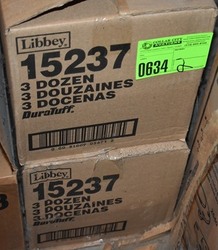 Libbey
15237
3 DOZEN
3 DOUZAINES
3 DOCENAS
DuraTuff.
0634
2
Libbey
15237
3 DOZEN
3 DOUZAINES
3 DOCENAS
DuraTuff.